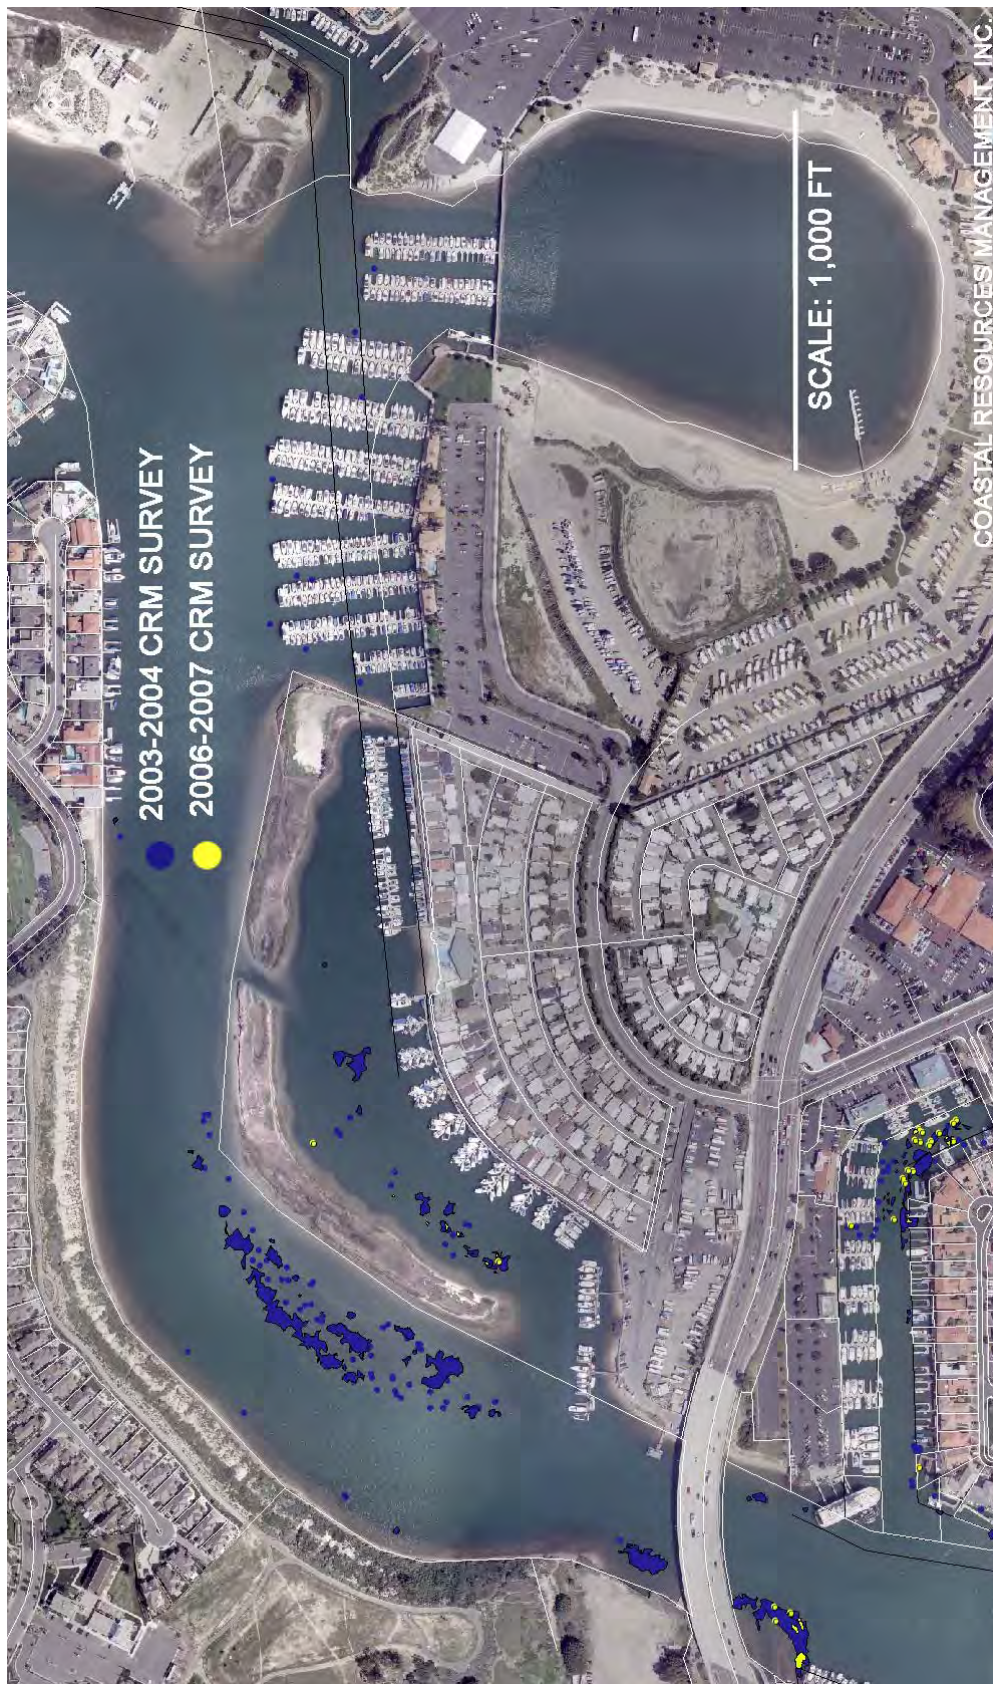 2003-2004 CRM SURVEY
2006-2007 CRM SURVEY
SCALE: 1,000 FT
COASTAL RESOURCES MANAGEMENT, INC.